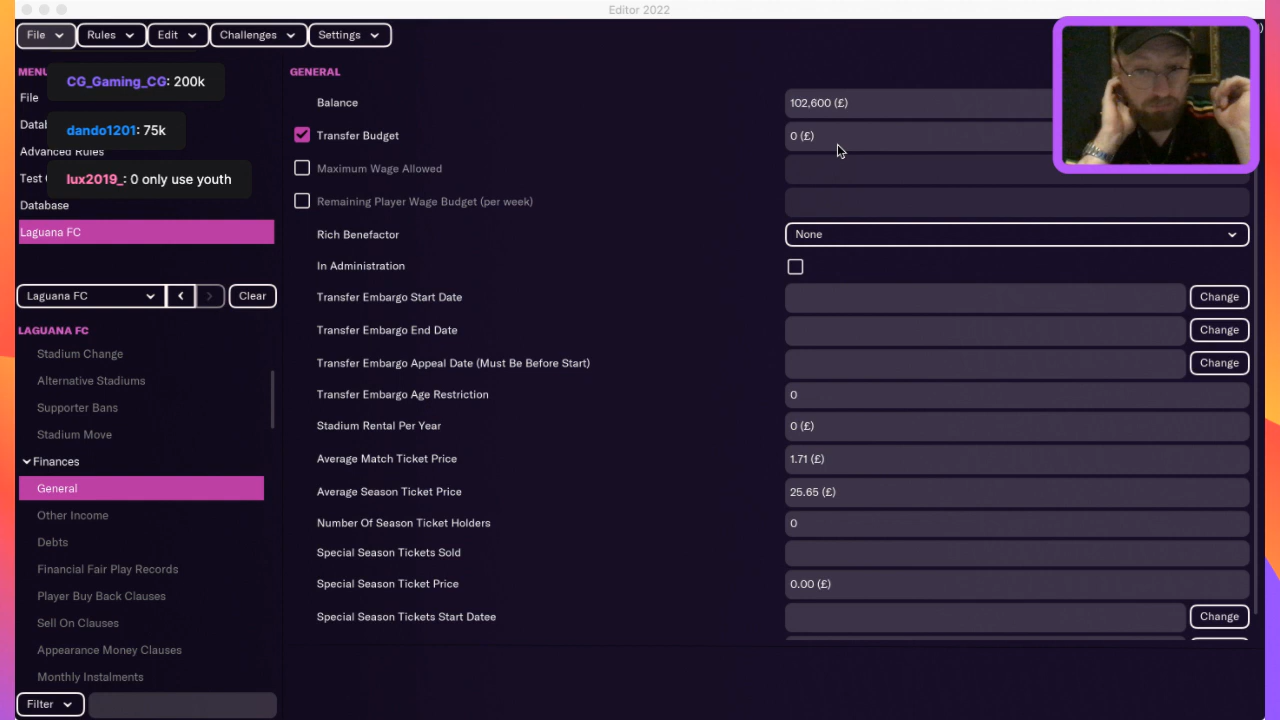 Editor 2022
File
Rules
Edit
Challenges
Settings
MENU
CG_Gaming_CG: 200k
File
dando1201: 75k
Advanced Rules
lux2019_: 0 only use youth
Database
Laguana FC
Laguana FC
Clear
LAGUANA FC
Stadium Change
Alternative Stadiums
Supporter Bans
Stadium Move
Finances
General
Other Income
Debts
Financial Fair Play Records
Player Buy Back Clauses
Sell On Clauses
Appearance Money Clauses
Monthly Instalments
Filter
GENERAL
Balance 102,600 (£)
Transfer Budget 0 (£)
Maximum Wage Allowed
Remaining Player Wage Budget (per week)
Rich Benefactor None
In Administration
Transfer Embargo Start Date Change
Transfer Embargo End Date Change
Transfer Embargo Appeal Date (Must Be Before Start) Change
Transfer Embargo Age Restriction 0
Stadium Rental Per Year 0 (£)
Average Match Ticket Price 1.71 (£)
Average Season Ticket Price 25.65 (£)
Number Of Season Ticket Holders 0
Special Season Tickets Sold
Special Season Ticket Price 0.00 (£)
Special Season Tickets Start Datee Change